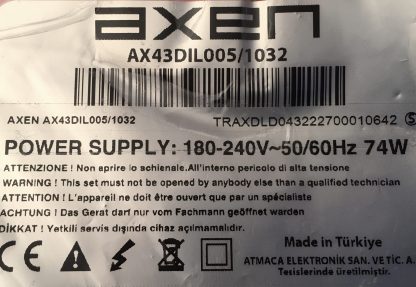 axen
AX43DIL005/1032
AXEN AX43DIL005/1032 TRAXDLD043222700010642 S
POWER SUPPLY: 180-240V~50/60Hz 74W
ATTENZIONE ! Non aprire lo schienale.All'interno pericolo di alta tensione
WARNING ! This set must not be opened by anybody else than a qualified technician
ATTENTION ! L'appareil ne doit être ouvert que par un spécialiste
ACHTUNG ! Das Gerät darf nur vom Fachmann geöffnet warden
DİKKAT ! Yetkili servis dışında cihaz açılmamalıdır.
CE
Made in Türkiye
ATMACA ELEKTRONİK SAN. VE TİC. A.
Tesislerinde üretilmiştir.